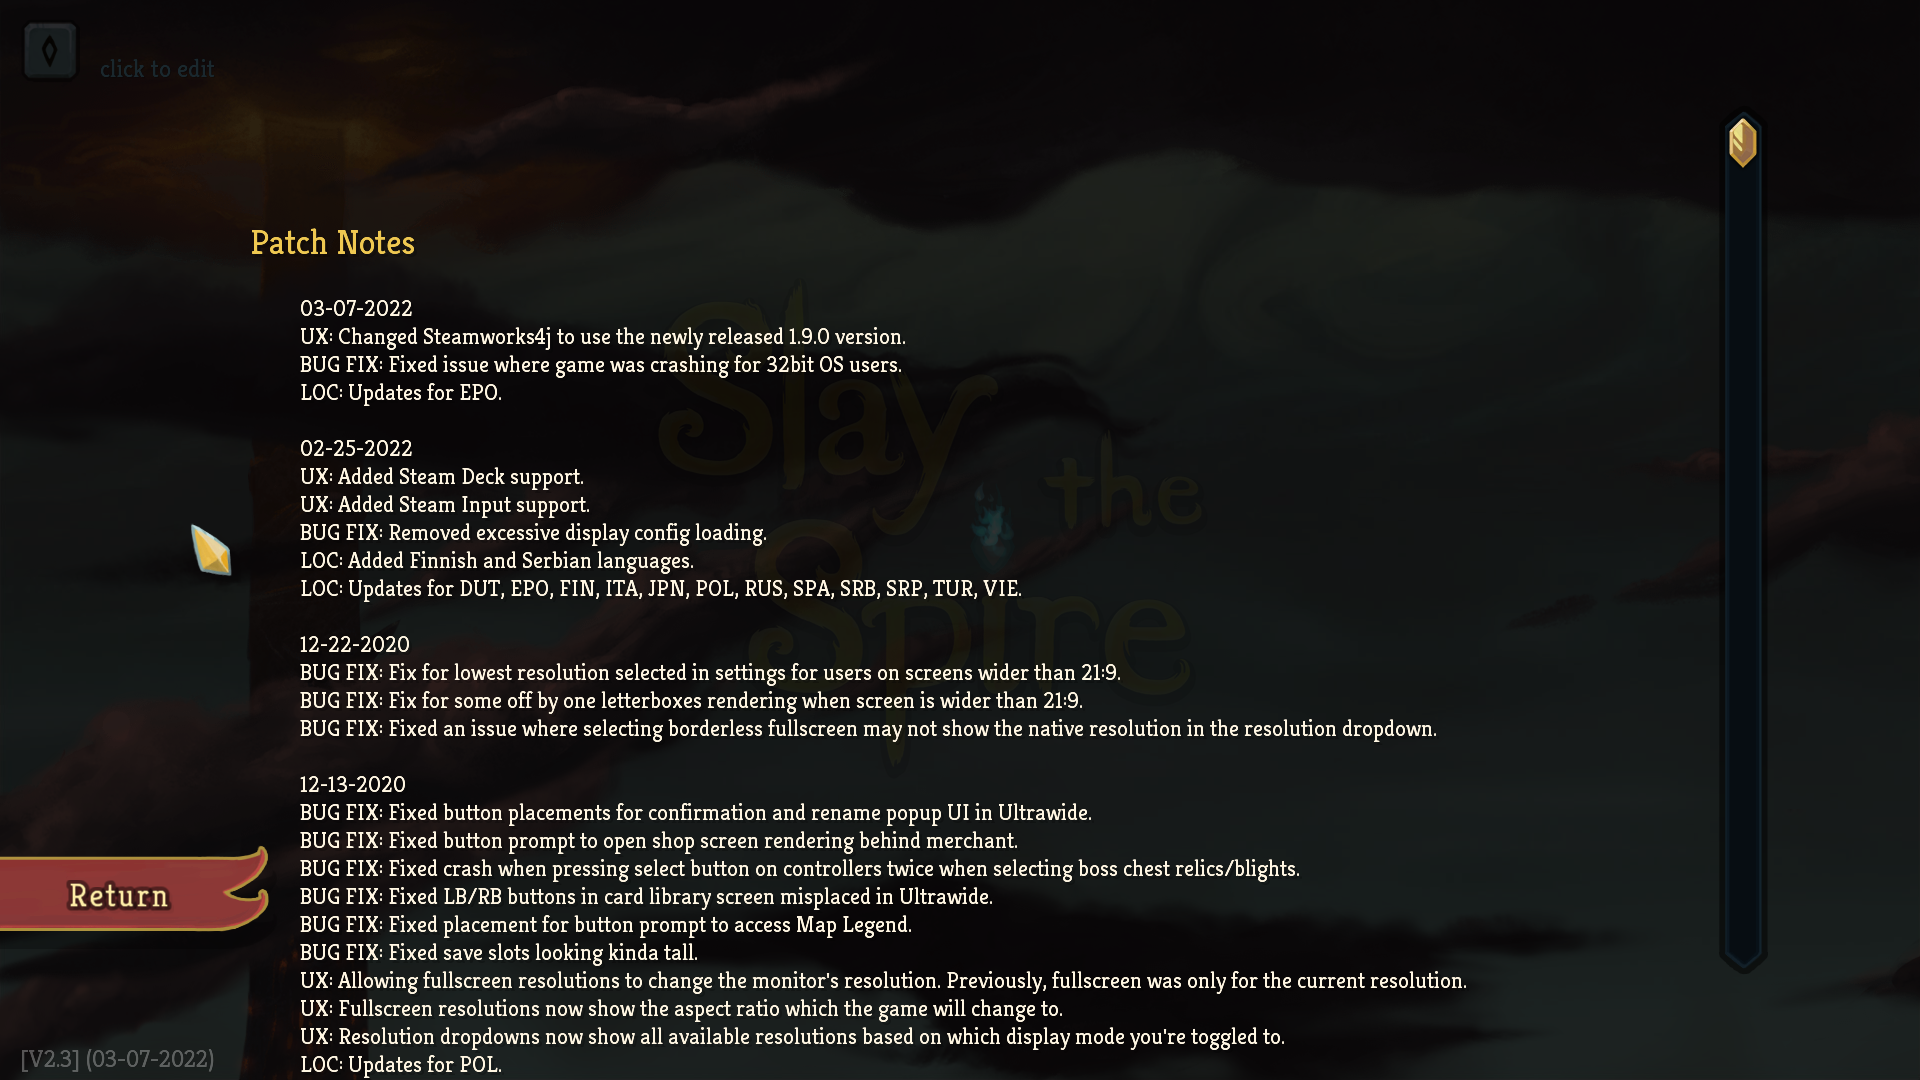 click to edit
Patch Notes
03-07-2022
UX: Changed Steamworks4j to use the newly released 1.9.0 version.
BUG FIX: Fixed issue where game was crashing for 32bit OS users.
LOC: Updates for EPO.
02-25-2022
UX: Added Steam Deck support.
UX: Added Steam Input support.
BUG FIX: Removed excessive display config loading.
LOC: Added Finnish and Serbian languages.
LOC: Updates for DUT, EPO, FIN, ITA, JPN, POL, RUS, SPA, SRB, SRP, TUR, VIE.
12-22-2020
BUG FIX: Fix for lowest resolution selected in settings for users on screens wider than 21:9.
BUG FIX: Fix for some off by one letterboxes rendering when screen is wider than 21:9.
BUG FIX: Fixed an issue where selecting borderless fullscreen may not show the native resolution in the resolution dropdown.
12-13-2020
BUG FIX: Fixed button placements for confirmation and rename popup UI in Ultrawide.
BUG FIX: Fixed button prompt to open shop screen rendering behind merchant.
BUG FIX: Fixed crash when pressing select button on controllers twice when selecting boss chest relics/blights.
BUG FIX: Fixed LB/RB buttons in card library screen misplaced in Ultrawide.
BUG FIX: Fixed placement for button prompt to access Map Legend.
BUG FIX: Fixed save slots looking kinda tall.
UX: Allowing fullscreen resolutions to change the monitor's resolution. Previously, fullscreen was only for the current resolution.
UX: Fullscreen resolutions now show the aspect ratio which the game will change to.
UX: Resolution dropdowns now show all available resolutions based on which display mode you're toggled to.
LOC: Updates for POL.
Slay
the
Spire
Return
[V2.3] (03-07-2022)